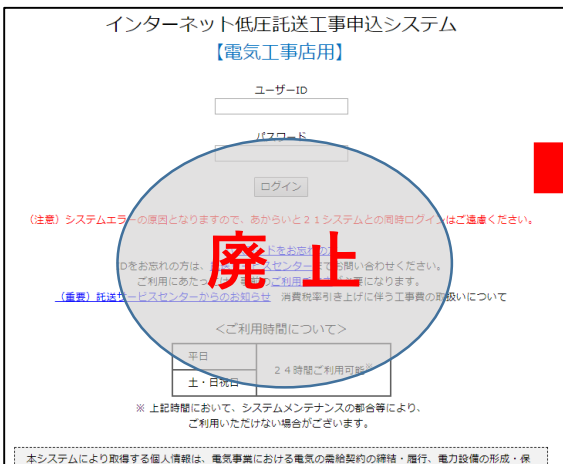 インターネット低圧託送工事申込システム
【電気工事店用】
ユーザーID
パスワード
ログイン
(注意)システムエラーの原因となりますので、あからいと21システムとの同時ログインはご遠慮ください。
ドをお忘れの方
Dをお忘れの方は、
センターまでお問い合わせください。
ご利用にあたっ
ご利用
になります。
廃止
(重要)託送サービスセンターからのお知らせ 消費税率引き上げに伴う工事費の取扱いについて
<ご利用時間について>
平日
24時間ご利用可能※
土・日祝日
※ 上記時間において、システムメンテナンスの都合等により、
ご利用いただけない場合がございます。
本システムにより取得する個人情報は、電気事業における電気の需給契約の締結・履行、電力設備の形成・保